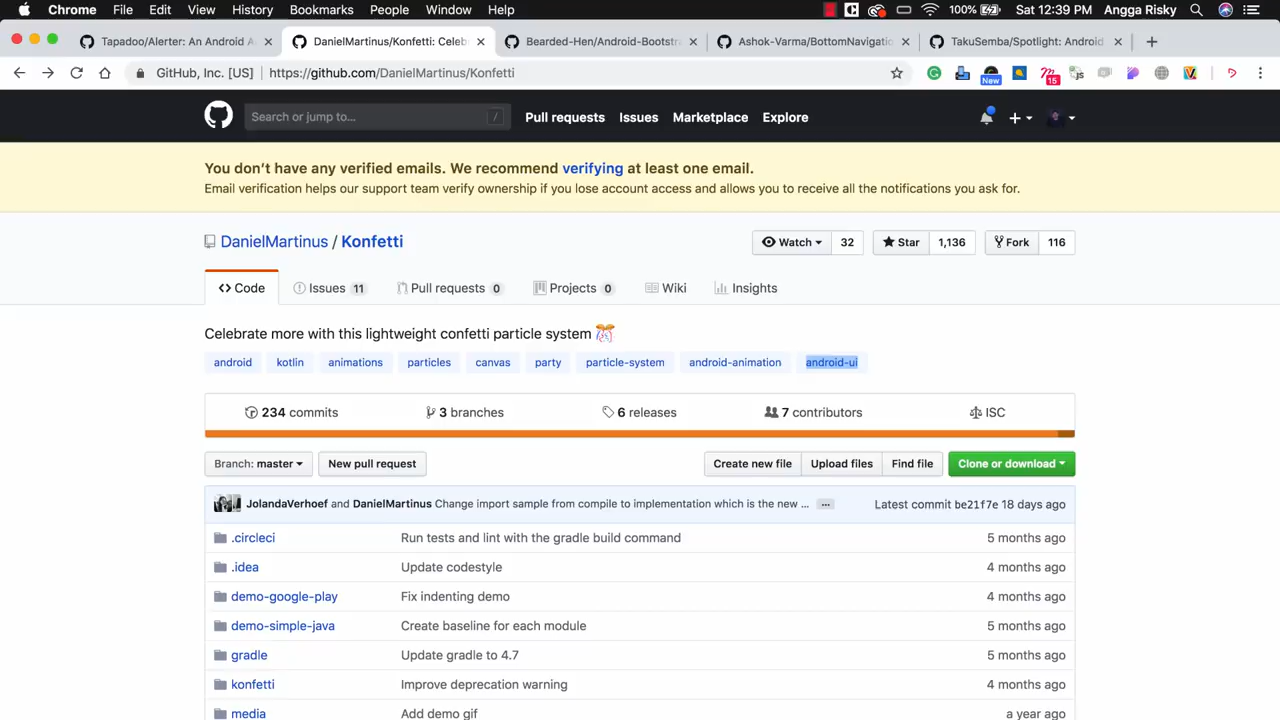 Chrome File Edit View History Bookmarks People Window Help 100% Sat 12:39 PM Angga Risky
Tapadoo/Alerter: An Android A DanielMartinus/Konfetti: Celeb Bearded-Hen/Android-Bootstr Ashok-Varma/BottomNavigatio TakuSemba/Spotlight: Android
GitHub, Inc. [US] https://github.com/DanielMartinus/Konfetti New 15 js
Search or jump to... / Pull requests Issues Marketplace Explore
You don't have any verified emails. We recommend verifying at least one email.
Email verification helps our support team verify ownership if you lose account access and allows you to receive all the notifications you ask for.
DanielMartinus / Konfetti Watch 32 Star 1,136 Fork 116
Code Issues 11 Pull requests 0 Projects 0 Wiki Insights
Celebrate more with this lightweight confetti particle system
android kotlin animations particles canvas party particle-system android-animation android-ui
234 commits 3 branches 6 releases 7 contributors ISC
Branch: master New pull request Create new file Upload files Find file Clone or download
JolandaVerhoef and DanielMartinus Change import sample from compile to implementation which is the new ... ... Latest commit be21f7e 18 days ago
.circleci Run tests and lint with the gradle build command 5 months ago
.idea Update codestyle 4 months ago
demo-google-play Fix indenting demo 4 months ago
demo-simple-java Create baseline for each module 5 months ago
gradle Update gradle to 4.7 5 months ago
konfetti Improve deprecation warning 4 months ago
media Add demo gif a year ago